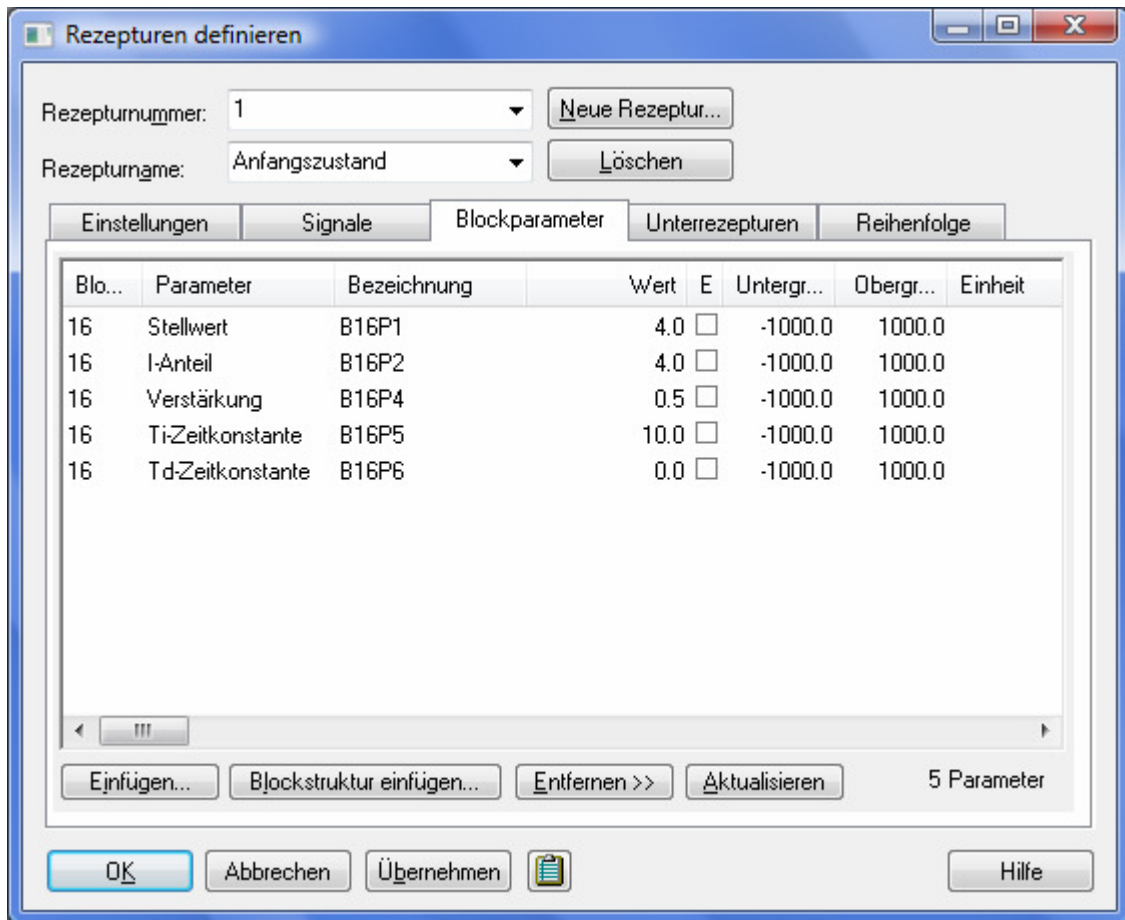 Rezepturen definieren
Rezepturnummer: 1 Neue Rezeptur...
Rezepturname: Anfangszustand Löschen
Einstellungen Signale Blockparameter Unterrezepturen Reihenfolge
Blo... Parameter Bezeichnung Wert E Untergr... Obergr... Einheit
16 Stellwert B16P1 4.0 -1000.0 1000.0
16 I-Anteil B16P2 4.0 -1000.0 1000.0
16 Verstärkung B16P4 0.5 -1000.0 1000.0
16 Ti-Zeitkonstante B16P5 10.0 -1000.0 1000.0
16 Td-Zeitkonstante B16P6 0.0 -1000.0 1000.0
Einfügen... Blockstruktur einfügen... Entfernen >> Aktualisieren 5 Parameter
OK Abbrechen Übernehmen Hilfe